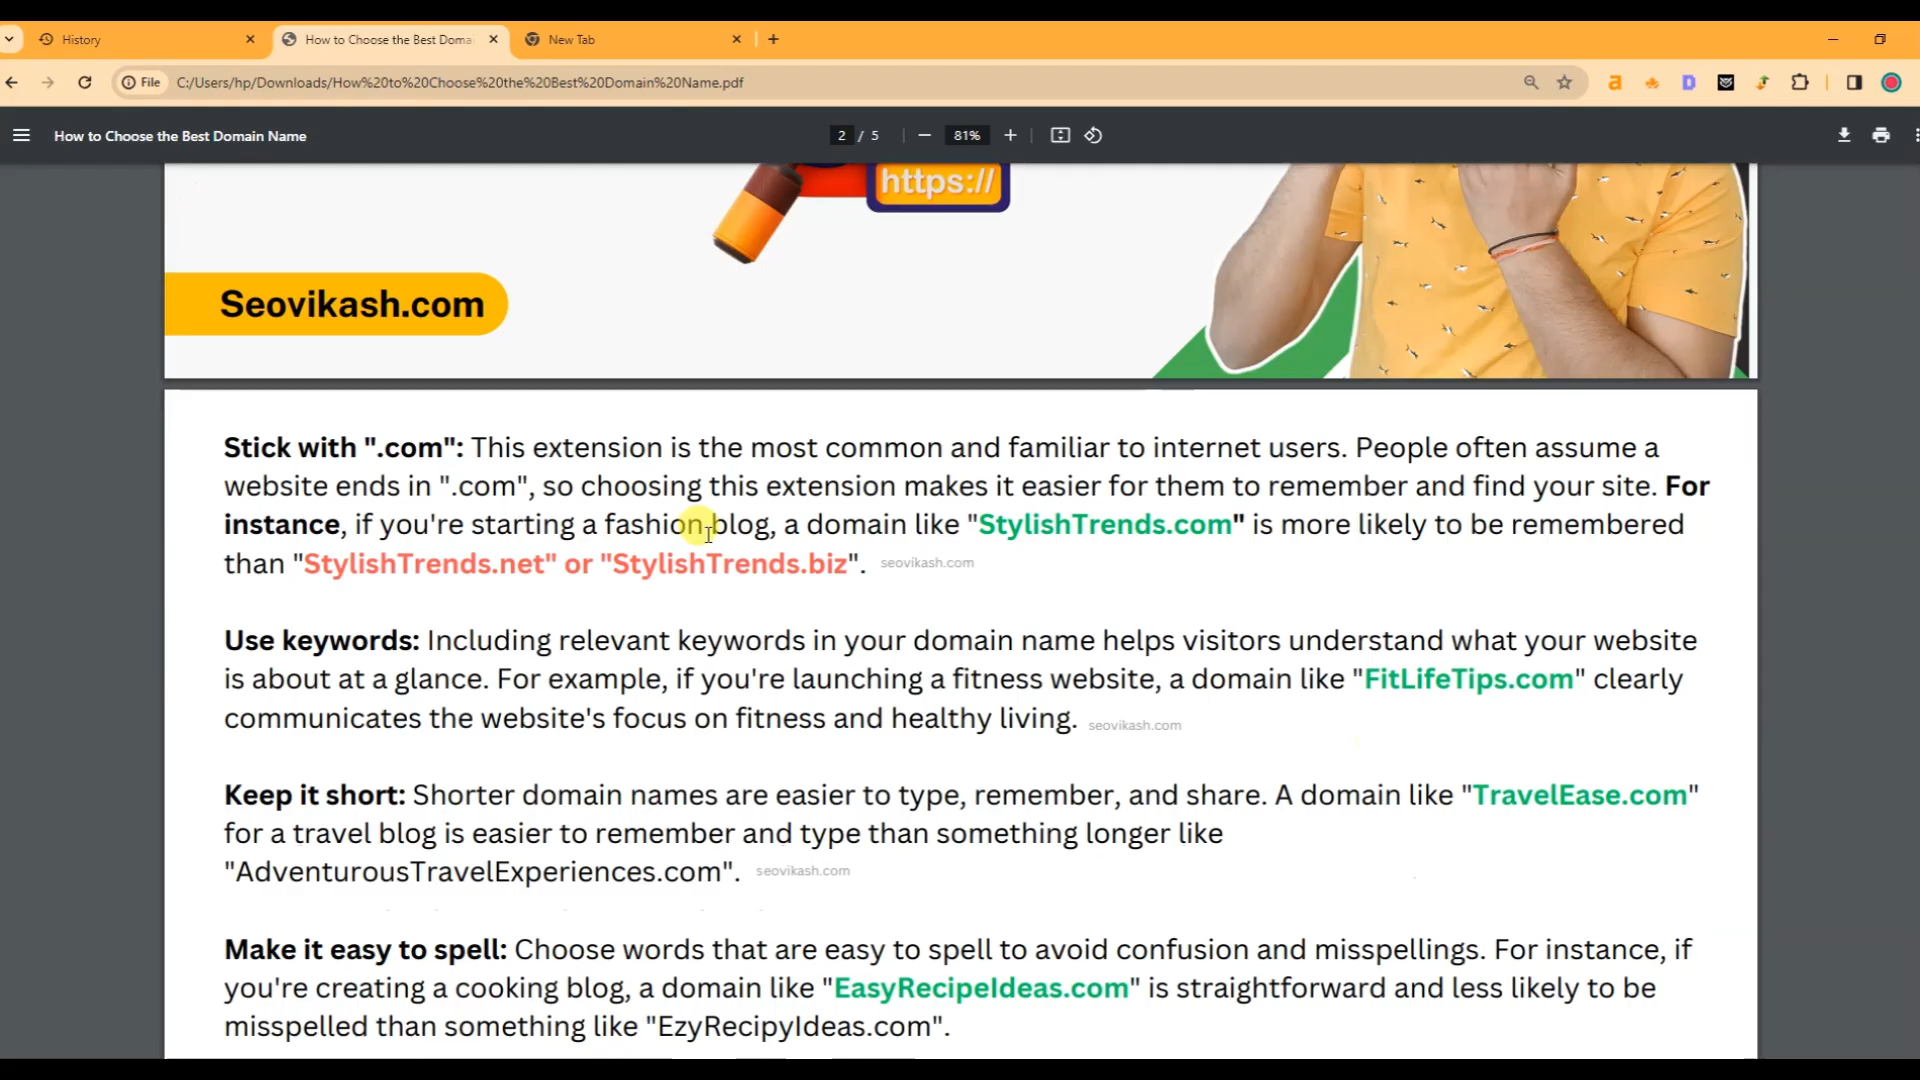 History
How to Choose the Best Doma
New Tab
File
C:/Users/hp/Downloads/How%20to%20Choose%20the%20Best%20Domain%20Name.pdf
How to Choose the Best Domain Name
2 / 5
81%
https://
Seovikash.com
Stick with ".com": This extension is the most common and familiar to internet users. People often assume a
website ends in ".com", so choosing this extension makes it easier for them to remember and find your site. For
instance, if you're starting a fashion blog, a domain like "StylishTrends.com" is more likely to be remembered
than "StylishTrends.net" or "StylishTrends.biz". seovikash.com
Use keywords: Including relevant keywords in your domain name helps visitors understand what your website
is about at a glance. For example, if you're launching a fitness website, a domain like "FitLifeTips.com" clearly
communicates the website's focus on fitness and healthy living. seovikash.com
Keep it short: Shorter domain names are easier to type, remember, and share. A domain like "TravelEase.com"
for a travel blog is easier to remember and type than something longer like
"AdventurousTravelExperiences.com". seovikash.com
Make it easy to spell: Choose words that are easy to spell to avoid confusion and misspellings. For instance, if
you're creating a cooking blog, a domain like "EasyRecipeIdeas.com" is straightforward and less likely to be
misspelled than something like "EzyRecipyIdeas.com".